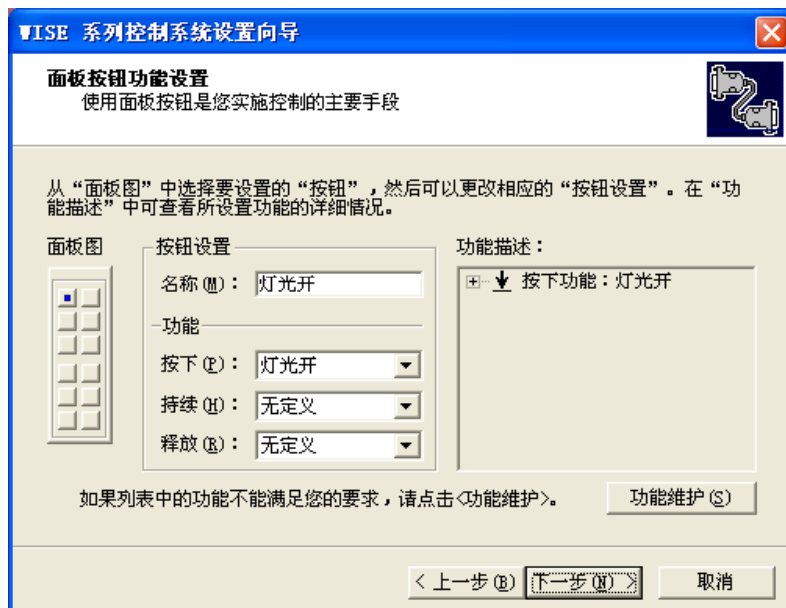 WISE 系列控制系统设置向导
面板按钮功能设置
使用面板按钮是您实施控制的主要手段
从“面板图”中选择要设置的“按钮”，然后可以更改相应的“按钮设置”。在“功
能描述”中可查看所设置功能的详细情况。
面板图
按钮设置
功能描述：
名称(M)： 灯光开
按下功能：灯光开
功能
按下(P)： 灯光开
持续(H)： 无定义
释放(R)： 无定义
如果列表中的功能不能满足您的要求，请点击<功能维护>。
功能维护(S)
< 上一步(B)
下一步(N) >
取消